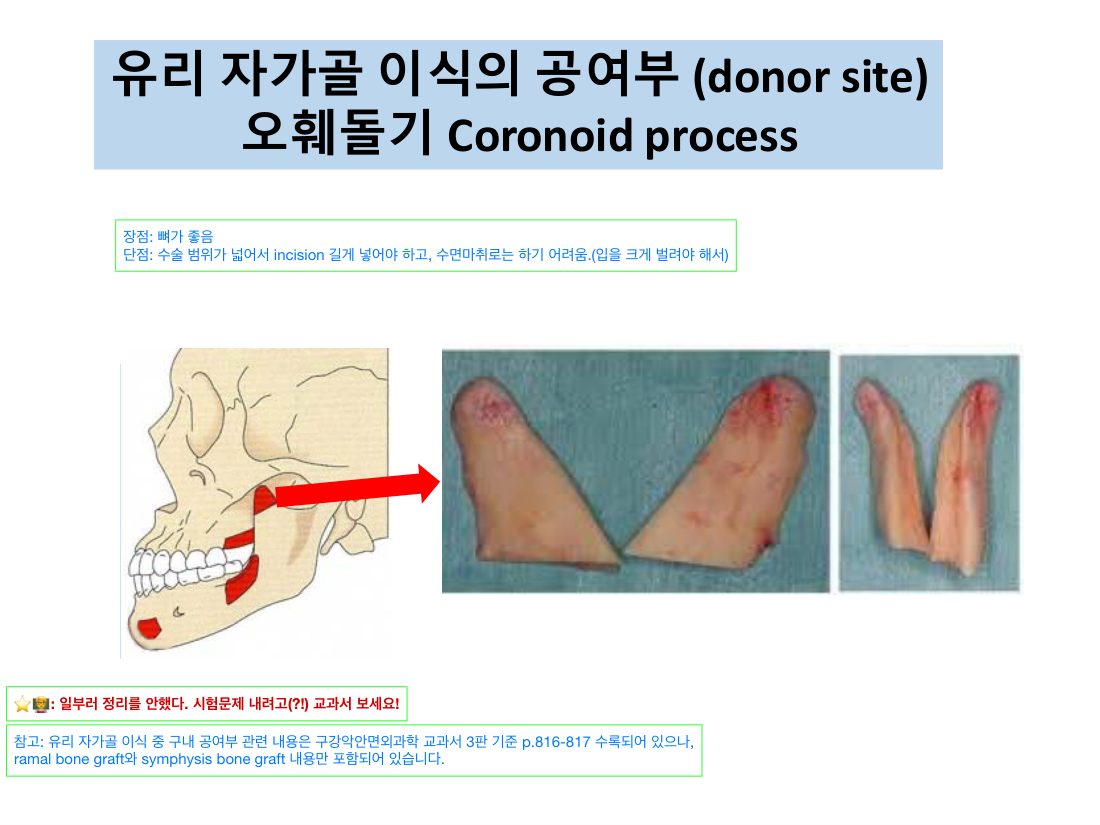 유리 자가골 이식의 공여부 (donor site)
오훼돌기 Coronoid process
장점: 뼈가 좋음
단점: 수술 범위가 넓어서 incision 길게 넣어야 하고, 수면마취로는 하기 어려움.(입을 크게 벌려야 해서)
⭐👨‍🏫: 일부러 정리를 안했다. 시험문제 내려고(?!) 교과서 보세요!
참고: 유리 자가골 이식 중 구내 공여부 관련 내용은 구강악안면외과학 교과서 3판 기준 p.816-817 수록되어 있으나,
ramal bone graft와 symphysis bone graft 내용만 포함되어 있습니다.